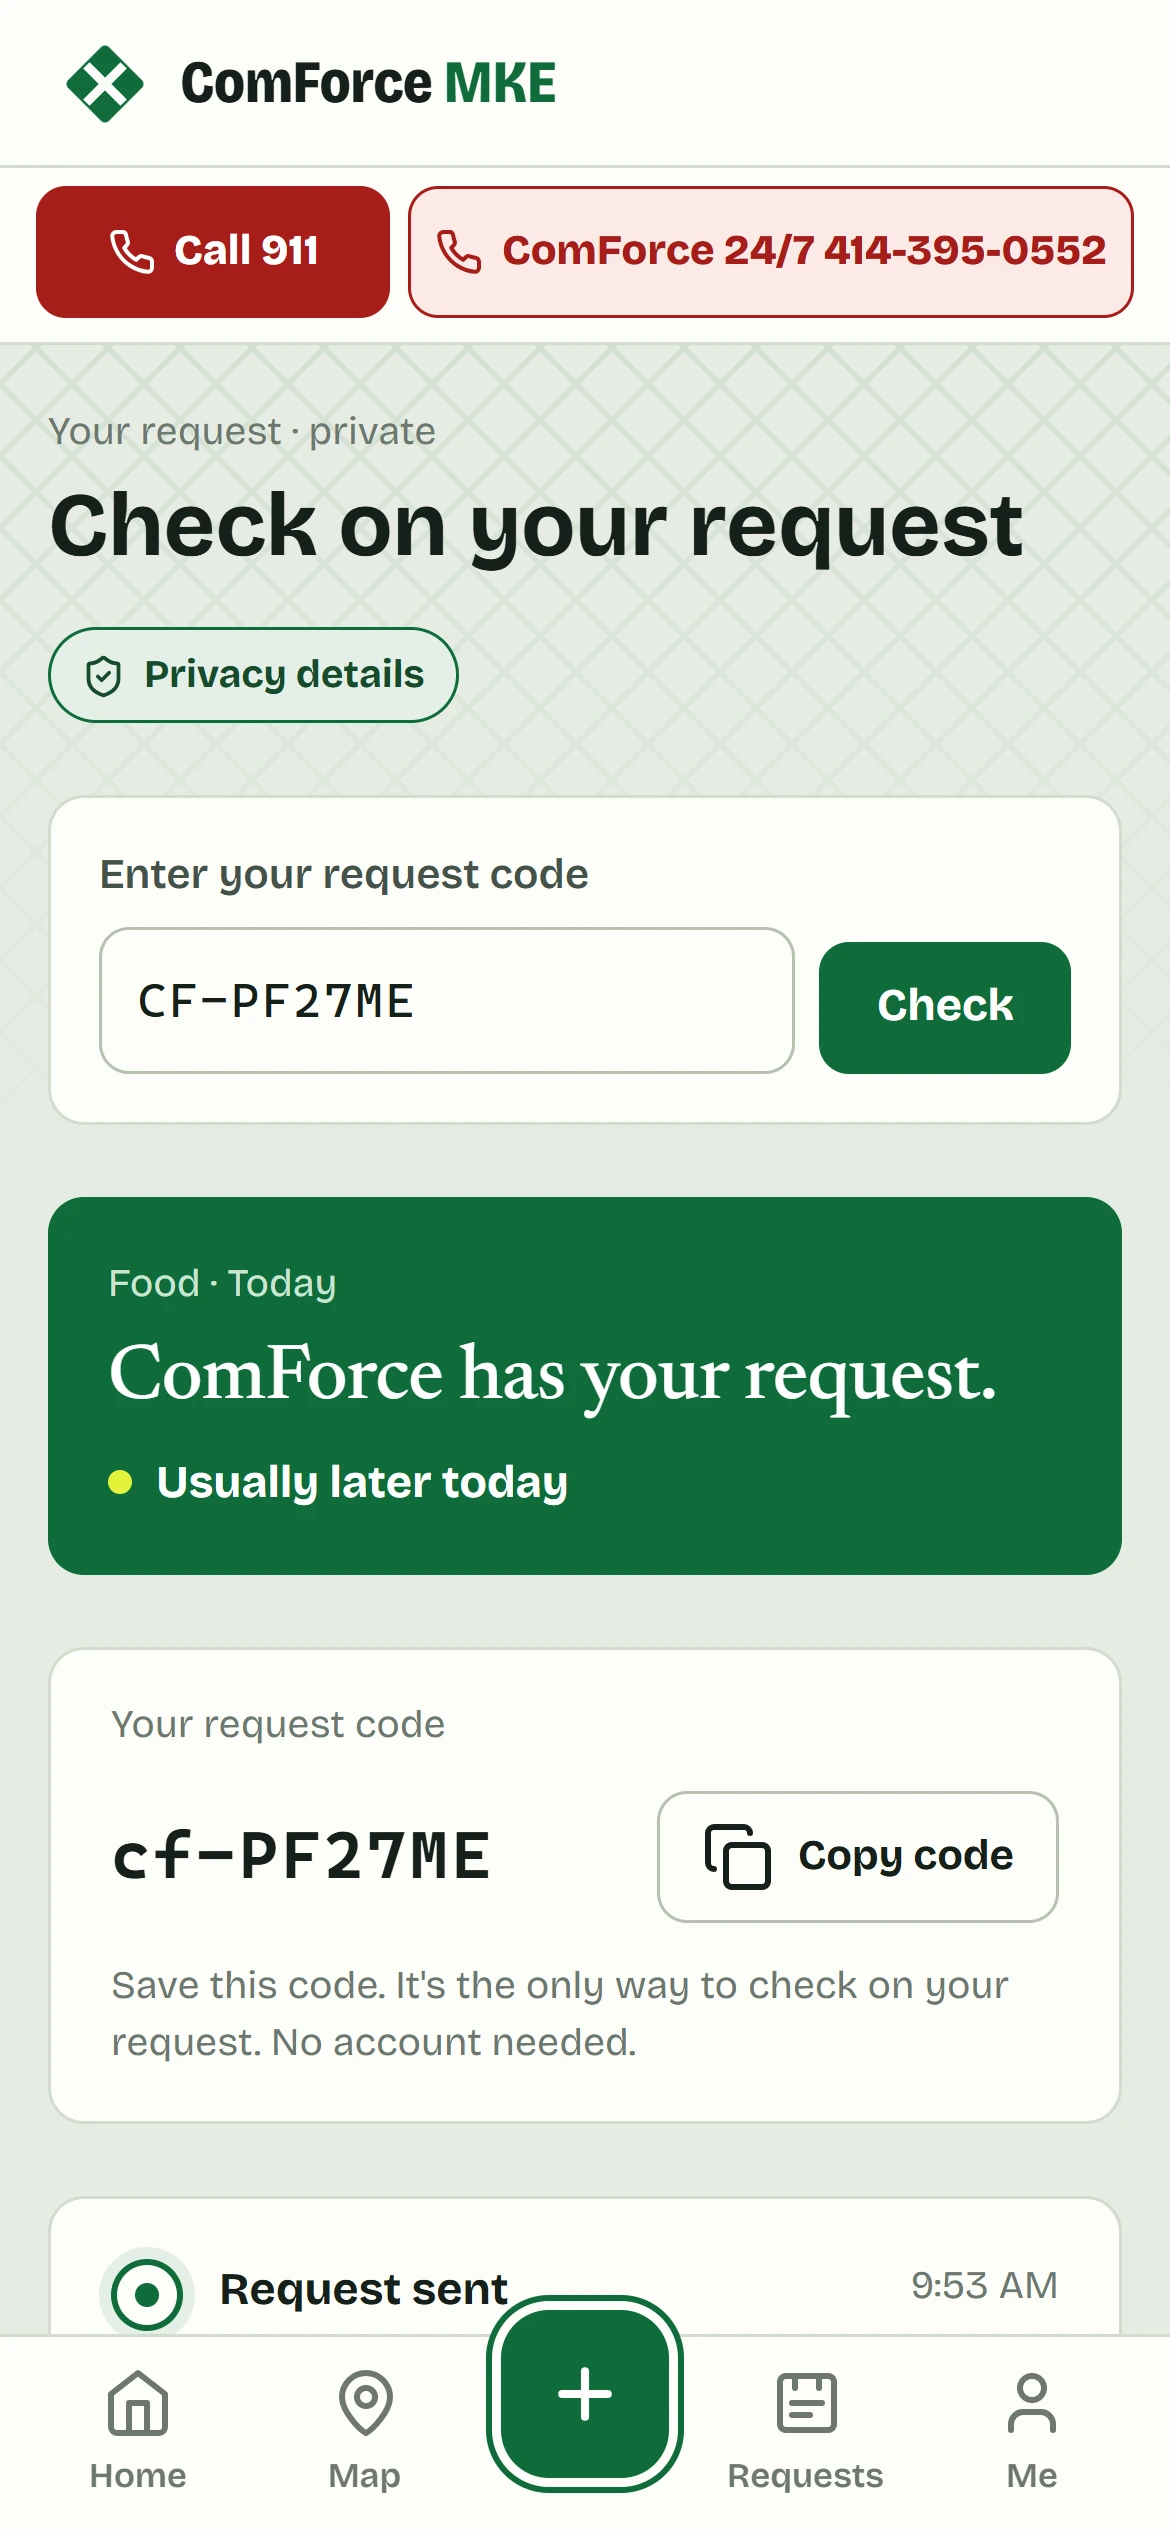 ComForce MKE
Call 911
ComForce 24/7 414-395-0552
Your request · private
Check on your request
Privacy details
Enter your request code
CF-PF27ME
Check
Food · Today
ComForce has your request.
Usually later today
Your request code
cf-PF27ME
Copy code
Save this code. It's the only way to check on your
request. No account needed.
Request sent
9:53 AM
Home
Map
Requests
Me